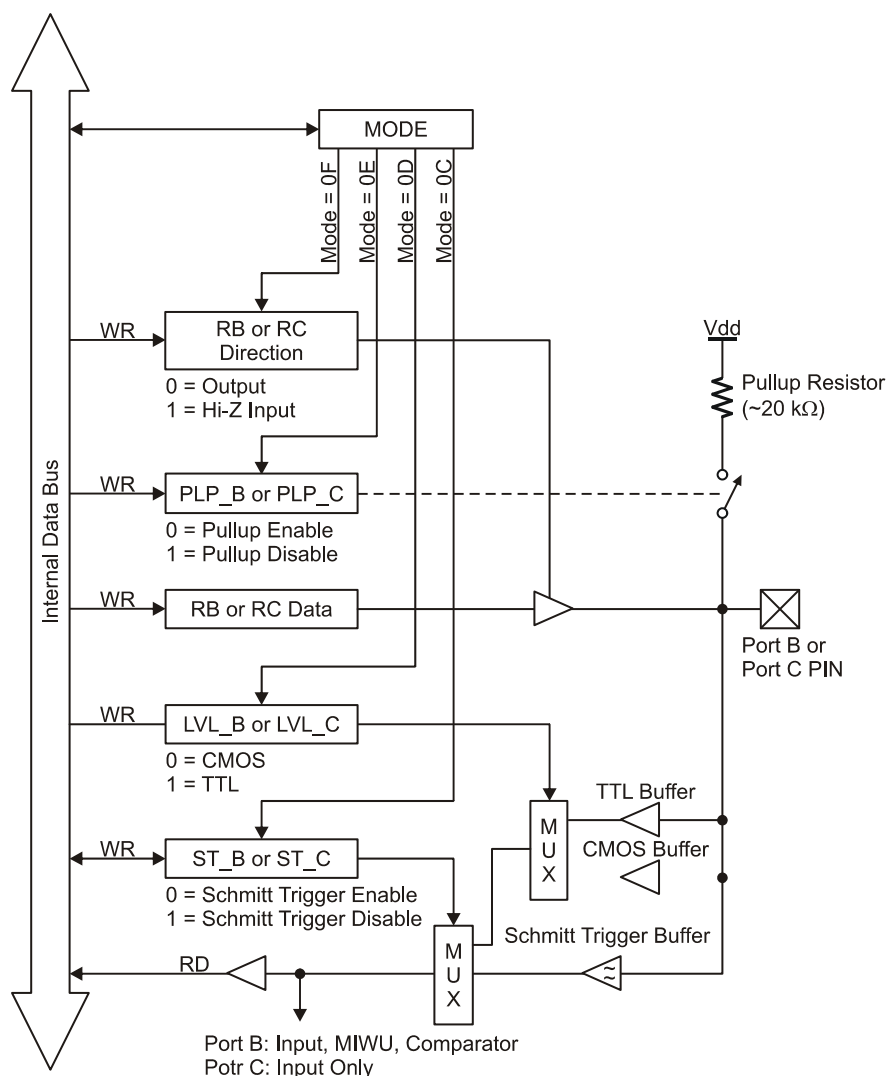 MODE
Mode = 0F
Mode = 0E
Mode = 0D
Mode = 0C
Internal Data Bus
WR
RB or RC
Direction
0 = Output
1 = Hi-Z Input
Vdd
Pullup Resistor
(~20 kΩ)
WR
PLP_B or PLP_C
0 = Pullup Enable
1 = Pullup Disable
WR
RB or RC Data
Port B or
Port C PIN
WR
LVL_B or LVL_C
0 = CMOS
1 = TTL
TTL Buffer
MUX
CMOS Buffer
WR
ST_B or ST_C
0 = Schmitt Trigger Enable
1 = Schmitt Trigger Disable
Schmitt Trigger Buffer
MUX
RD
Port B: Input, MIWU, Comparator
Potr C: Input Only